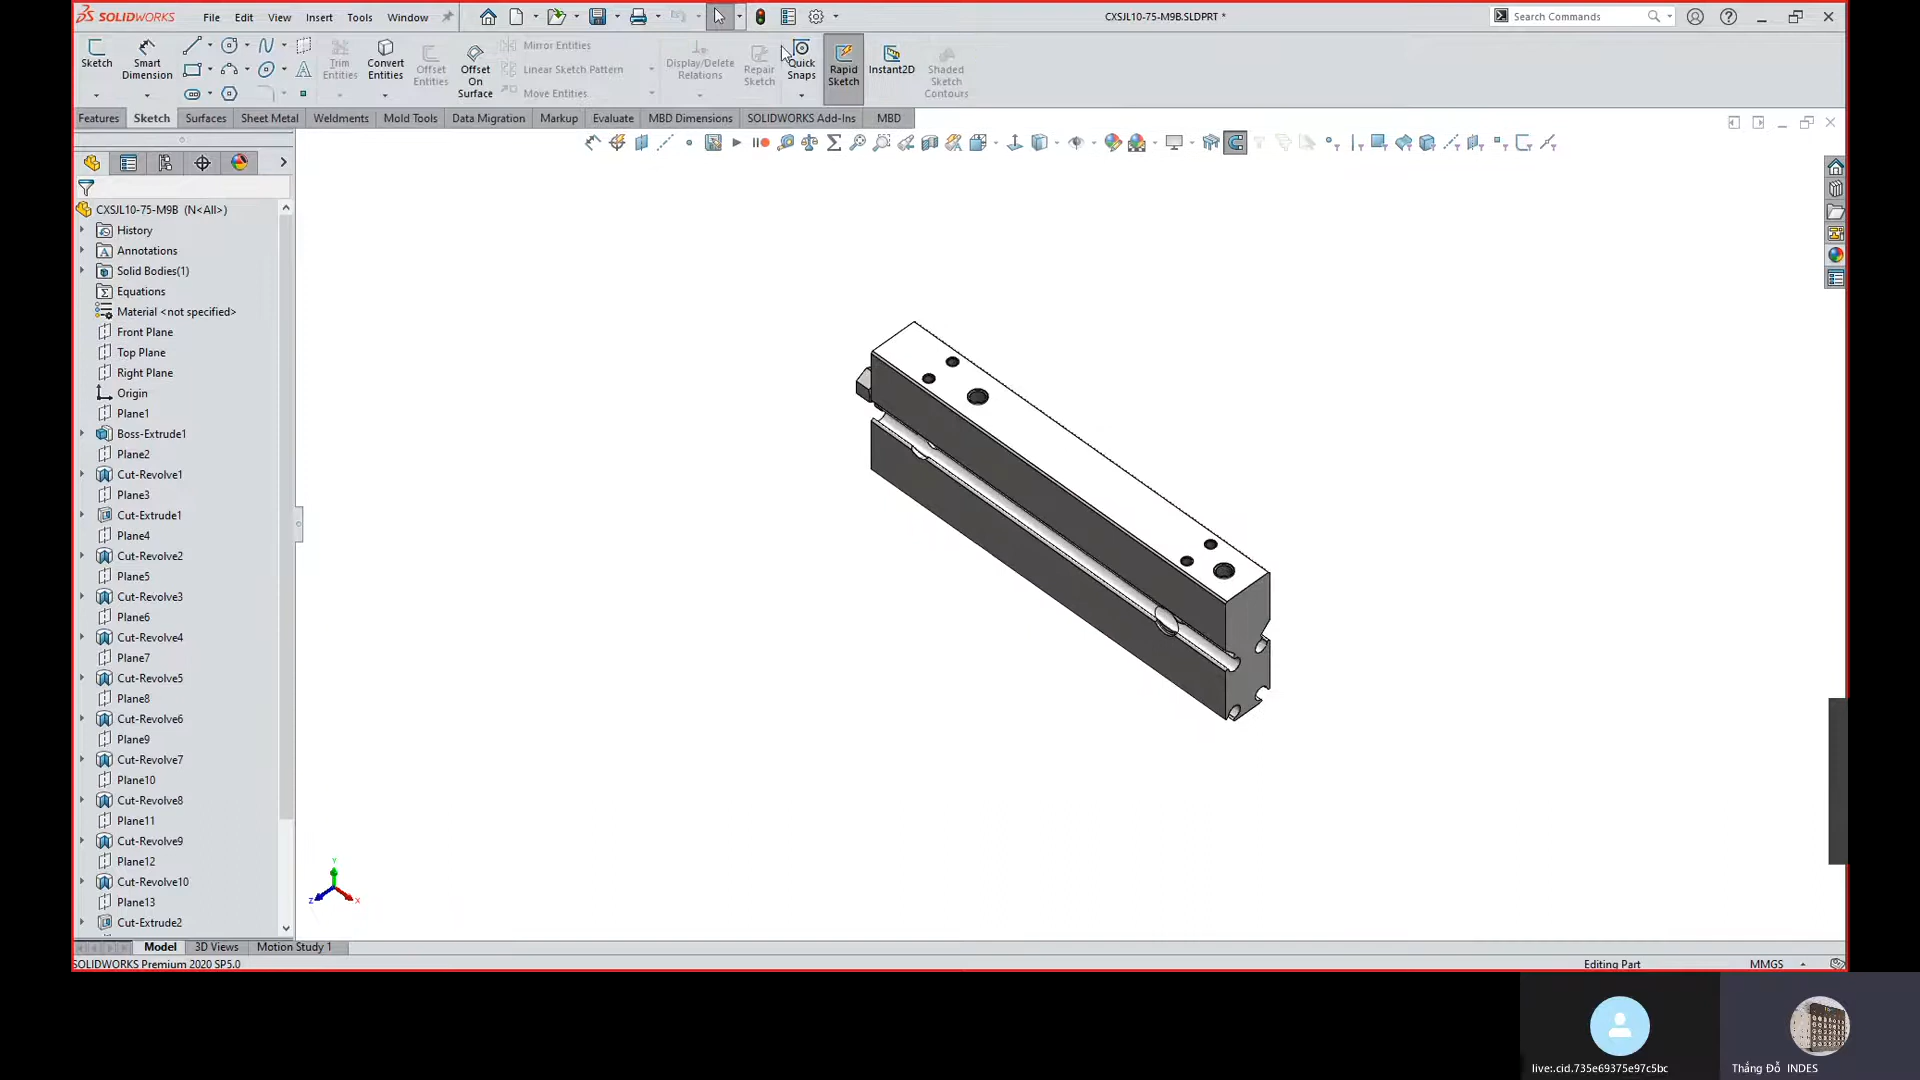 SOLIDWORKS File Edit View Insert Tools Window CXSJL10-75-M9B.SLDPRT * Search Commands
Sketch
Smart Dimension
Trim Entities
Convert Entities
Offset Entities
Offset On Surface
Mirror Entities
Linear Sketch Pattern
Move Entities
Display/Delete Relations
Repair Sketch
Quick Snaps
Rapid Sketch
Instant2D
Shaded Sketch Contours
Features Sketch Surfaces Sheet Metal Weldments Mold Tools Data Migration Markup Evaluate MBD Dimensions SOLIDWORKS Add-Ins MBD
CXSJL10-75-M9B (N<All>)
History
Annotations
Solid Bodies(1)
Equations
Material <not specified>
Front Plane
Top Plane
Right Plane
Origin
Plane1
Boss-Extrude1
Plane2
Cut-Revolve1
Plane3
Cut-Extrude1
Plane4
Cut-Revolve2
Plane5
Cut-Revolve3
Plane6
Cut-Revolve4
Plane7
Cut-Revolve5
Plane8
Cut-Revolve6
Plane9
Cut-Revolve7
Plane10
Cut-Revolve8
Plane11
Cut-Revolve9
Plane12
Cut-Revolve10
Plane13
Cut-Extrude2
Y
Z X
Model 3D Views Motion Study 1
SOLIDWORKS Premium 2020 SP5.0 Editing Part MMGS
live:.cid.735e69375e97c5bc Thắng Đỗ INDES